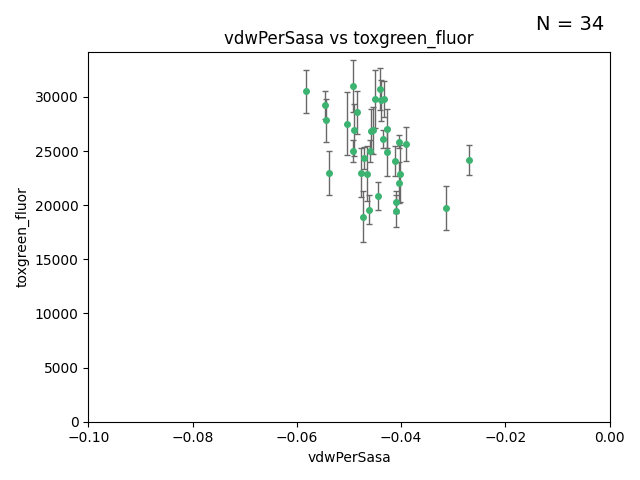 N = 34
vdwPerSasa vs toxgreen_fluor
toxgreen_fluor
30000
25000
20000
15000
10000
5000
0
−0.10 −0.08 −0.06 −0.04 −0.02 0.00
vdwPerSasa